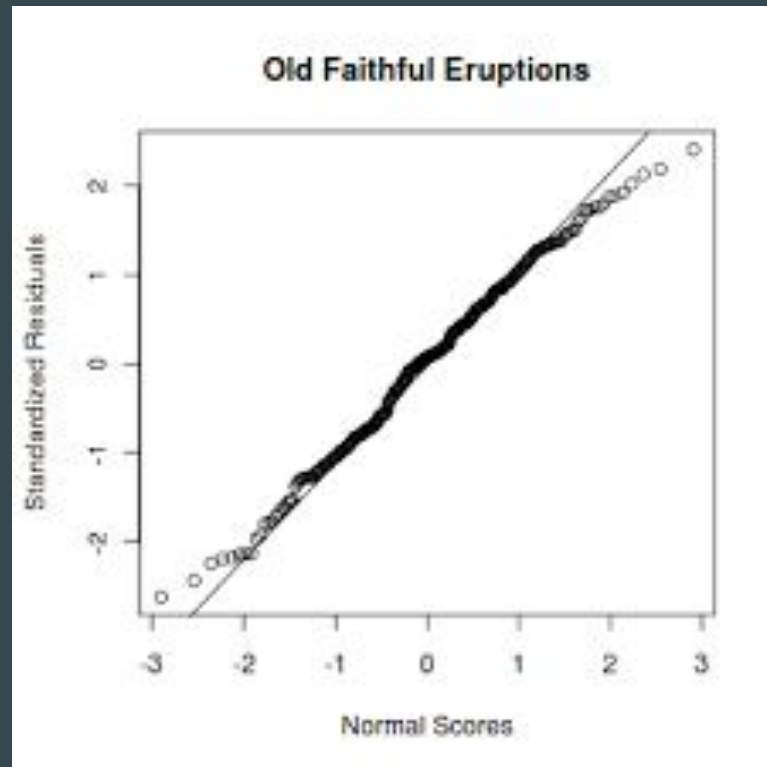 Old Faithful Eruptions
Standardized Residuals
2
1
0
-1
-2
-3 -2 -1 0 1 2 3
Normal Scores